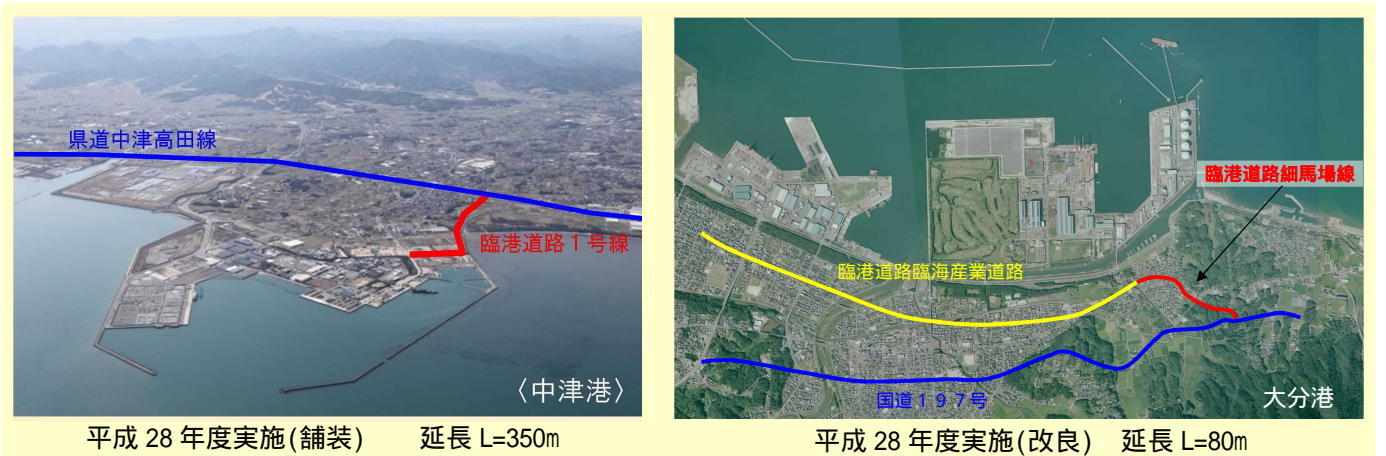 県道中津高田線
臨港道路１号線
〈中津港〉
平成 28 年度実施(舗装)　　延長 L=350m
臨港道路細馬場線
臨港道路臨海産業道路
国道１９７号
大分港
平成 28 年度実施(改良)　延長 L=80m